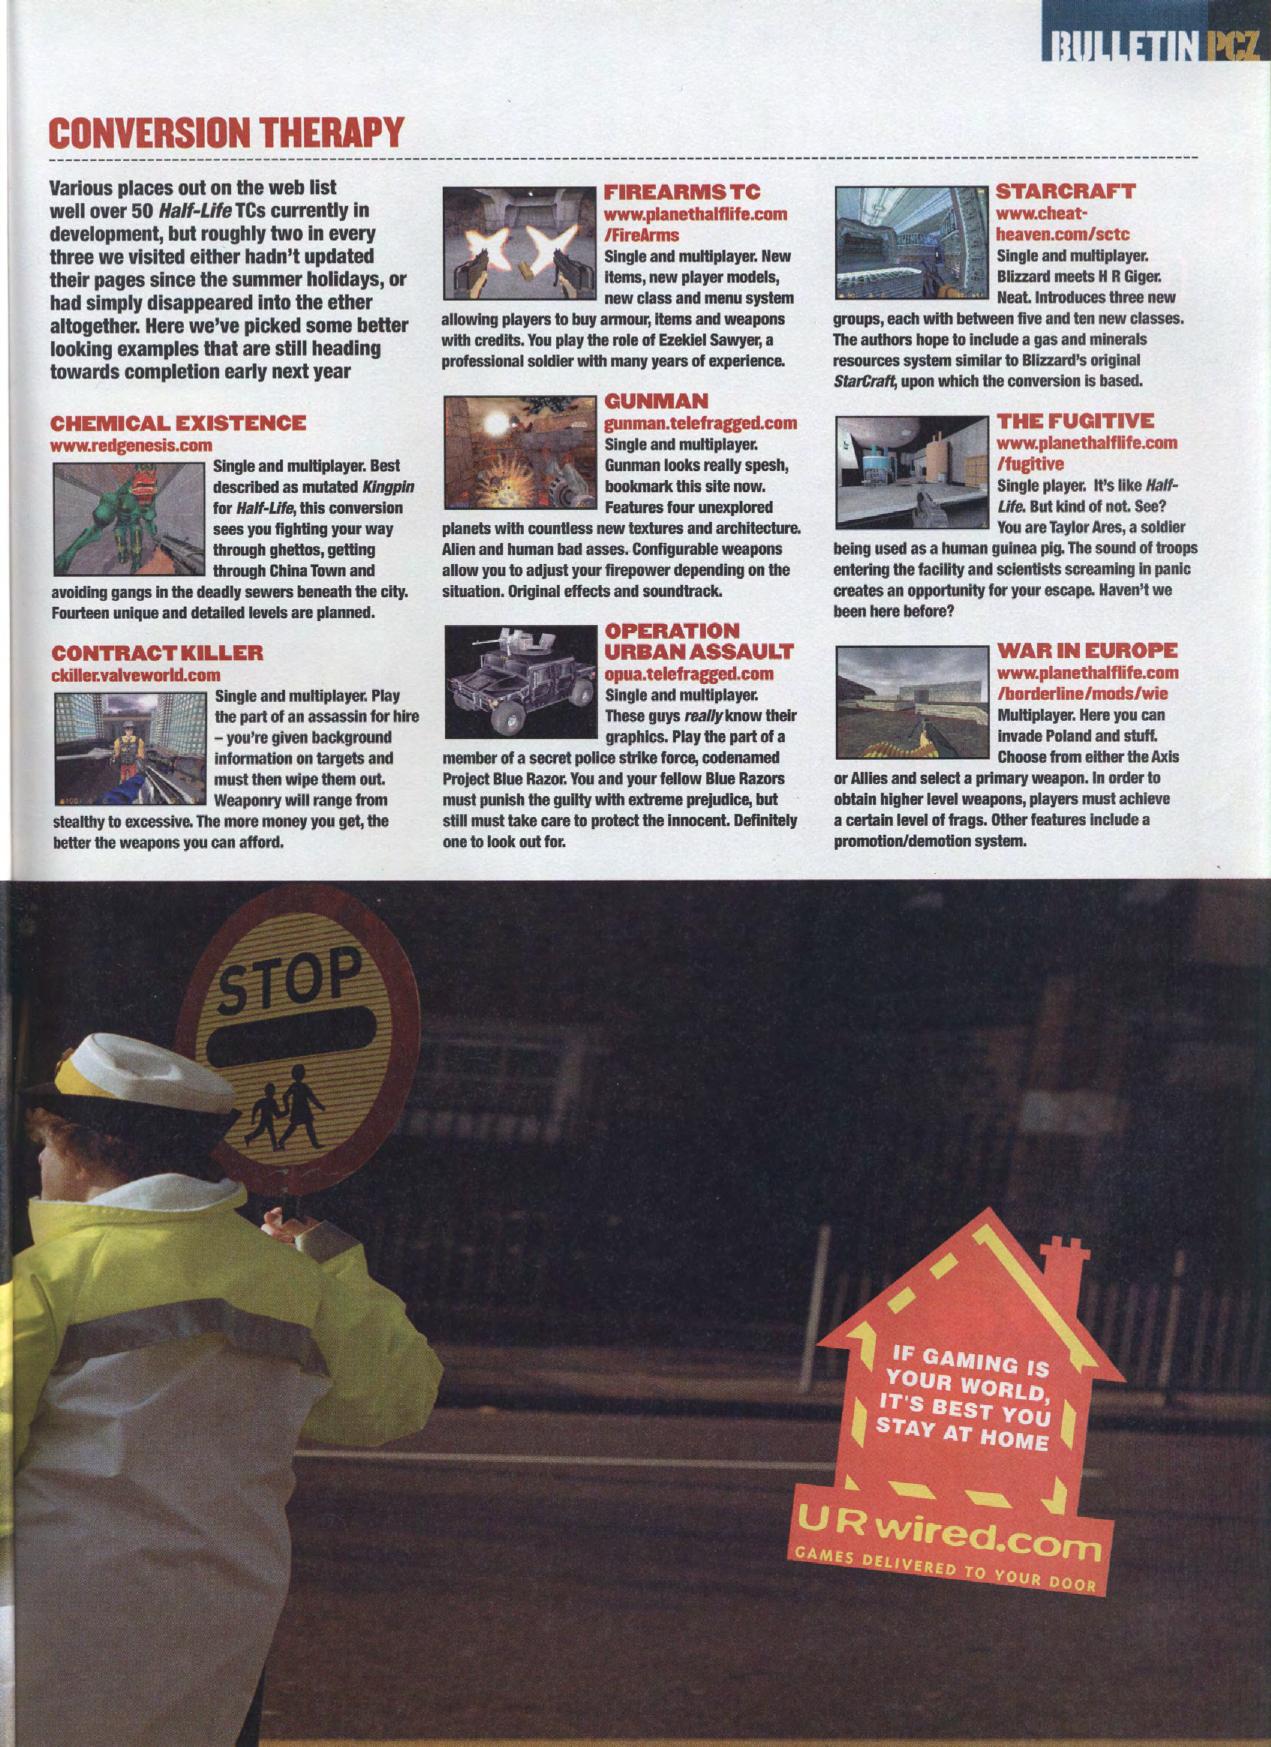 BULLETIN PCZ
CONVERSION THERAPY
Various places out on the web list
well over 50 Half-Life TCs currently in
development, but roughly two in every
three we visited either hadn't updated
their pages since the summer holidays, or
had simply disappeared into the ether
altogether. Here we've picked some better
looking examples that are still heading
towards completion early next year
CHEMICAL EXISTENCE
www.redgenesis.com
Single and multiplayer. Best
described as mutated Kingpin
for Half-Life, this conversion
sees you fighting your way
through ghettos, getting
through China Town and
avoiding gangs in the deadly sewers beneath the city.
Fourteen unique and detailed levels are planned.
CONTRACT KILLER
ckiller.valveworld.com
Single and multiplayer. Play
the part of an assassin for hire
– you're given background
information on targets and
must then wipe them out.
Weaponry will range from
stealthy to excessive. The more money you get, the
better the weapons you can afford.
FIREARMS TC
www.planethalflife.com
/FireArms
Single and multiplayer. New
items, new player models,
new class and menu system
allowing players to buy armour, items and weapons
with credits. You play the role of Ezekiel Sawyer, a
professional soldier with many years of experience.
GUNMAN
gunman.telefragged.com
Single and multiplayer.
Gunman looks really spesh,
bookmark this site now.
Features four unexplored
planets with countless new textures and architecture.
Alien and human bad asses. Configurable weapons
allow you to adjust your firepower depending on the
situation. Original effects and soundtrack.
OPERATION
URBAN ASSAULT
opua.telefragged.com
Single and multiplayer.
These guys really know their
graphics. Play the part of a
member of a secret police strike force, codenamed
Project Blue Razor. You and your fellow Blue Razors
must punish the guilty with extreme prejudice, but
still must take care to protect the innocent. Definitely
one to look out for.
STARCRAFT
www.cheat-
heaven.com/sctc
Single and multiplayer.
Blizzard meets H R Giger.
Neat. Introduces three new
groups, each with between five and ten new classes.
The authors hope to include a gas and minerals
resources system similar to Blizzard's original
StarCraft, upon which the conversion is based.
THE FUGITIVE
www.planethalflife.com
/fugitive
Single player. It's like Half-
Life. But kind of not. See?
You are Taylor Ares, a soldier
being used as a human guinea pig. The sound of troops
entering the facility and scientists screaming in panic
creates an opportunity for your escape. Haven't we
been here before?
WAR IN EUROPE
www.planethalflife.com
/borderline/mods/wie
Multiplayer. Here you can
invade Poland and stuff.
Choose from either the Axis
or Allies and select a primary weapon. In order to
obtain higher level weapons, players must achieve
a certain level of frags. Other features include a
promotion/demotion system.
STOP
IF GAMING IS
YOUR WORLD,
IT'S BEST YOU
STAY AT HOME
URwired.com
GAMES DELIVERED TO YOUR DOOR